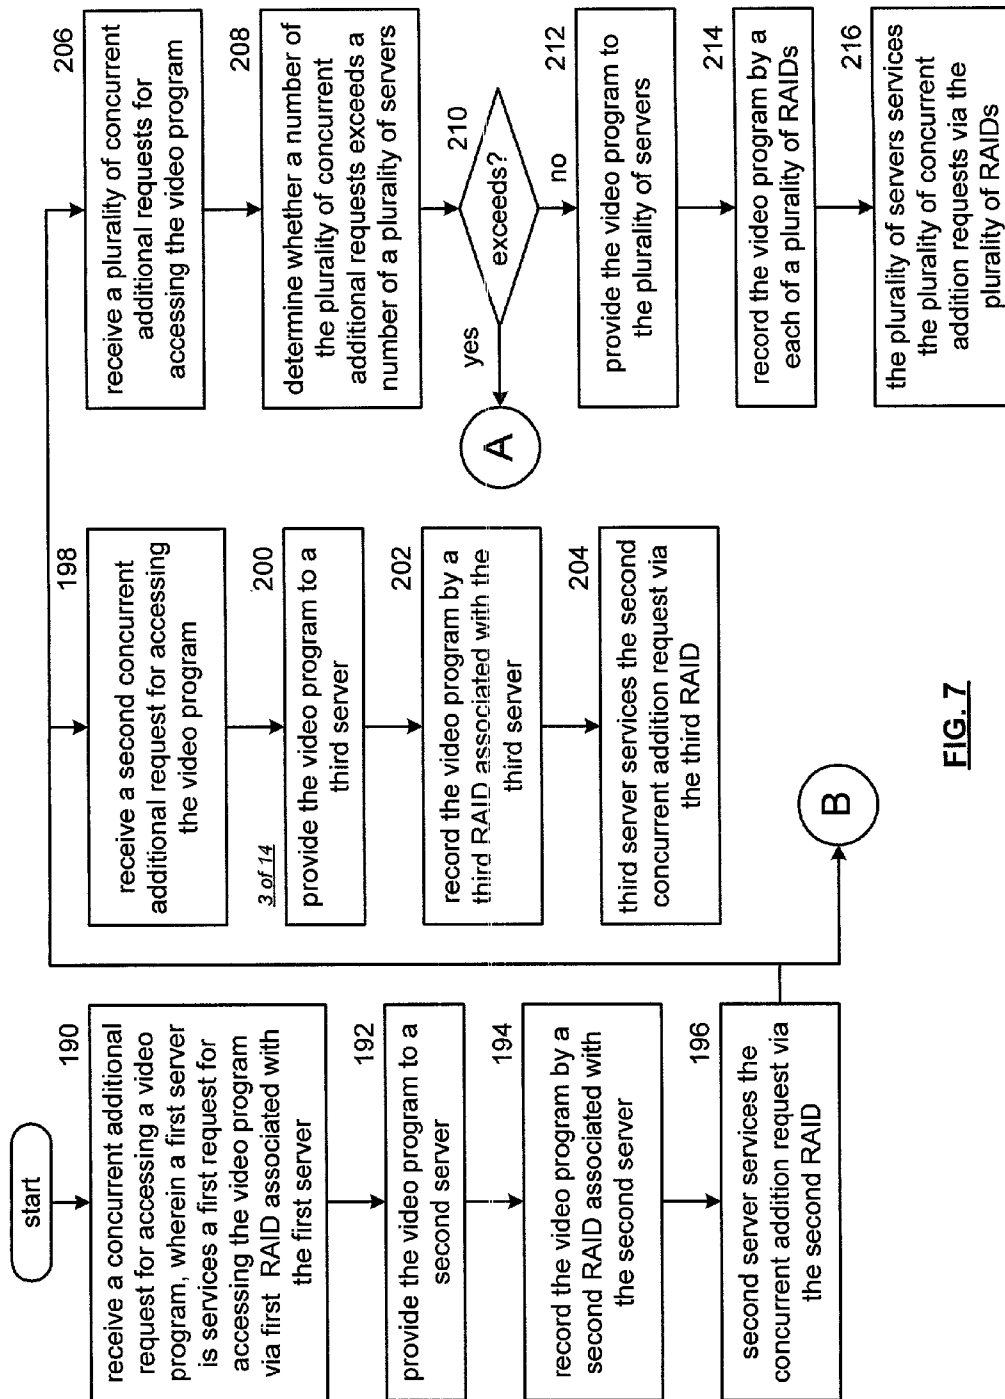 start
190
receive a concurrent additional
request for accessing a video
program, wherein a first server
is services a first request for
accessing the video program
via first RAID associated with
the first server
192
provide the video program to a
second server
194
record the video program by a
second RAID associated with
the second server
196
second server services the
concurrent addition request via
the second RAID
B
198
receive a second concurrent
additional request for accessing
the video program
3 of 14
200
provide the video program to a
third server
202
record the video program by a
third RAID associated with the
third server
204
third server services the second
concurrent addition request via
the third RAID
206
receive a plurality of concurrent
additional requests for
accessing the video program
208
determine whether a number of
the plurality of concurrent
additional requests exceeds a
number of a plurality of servers
210
exceeds?
yes
A
no
212
provide the video program to
the plurality of servers
214
record the video program by a
each of a plurality of RAIDs
216
the plurality of servers services
the plurality of concurrent
addition requests via the
plurality of RAIDs
FIG. 7